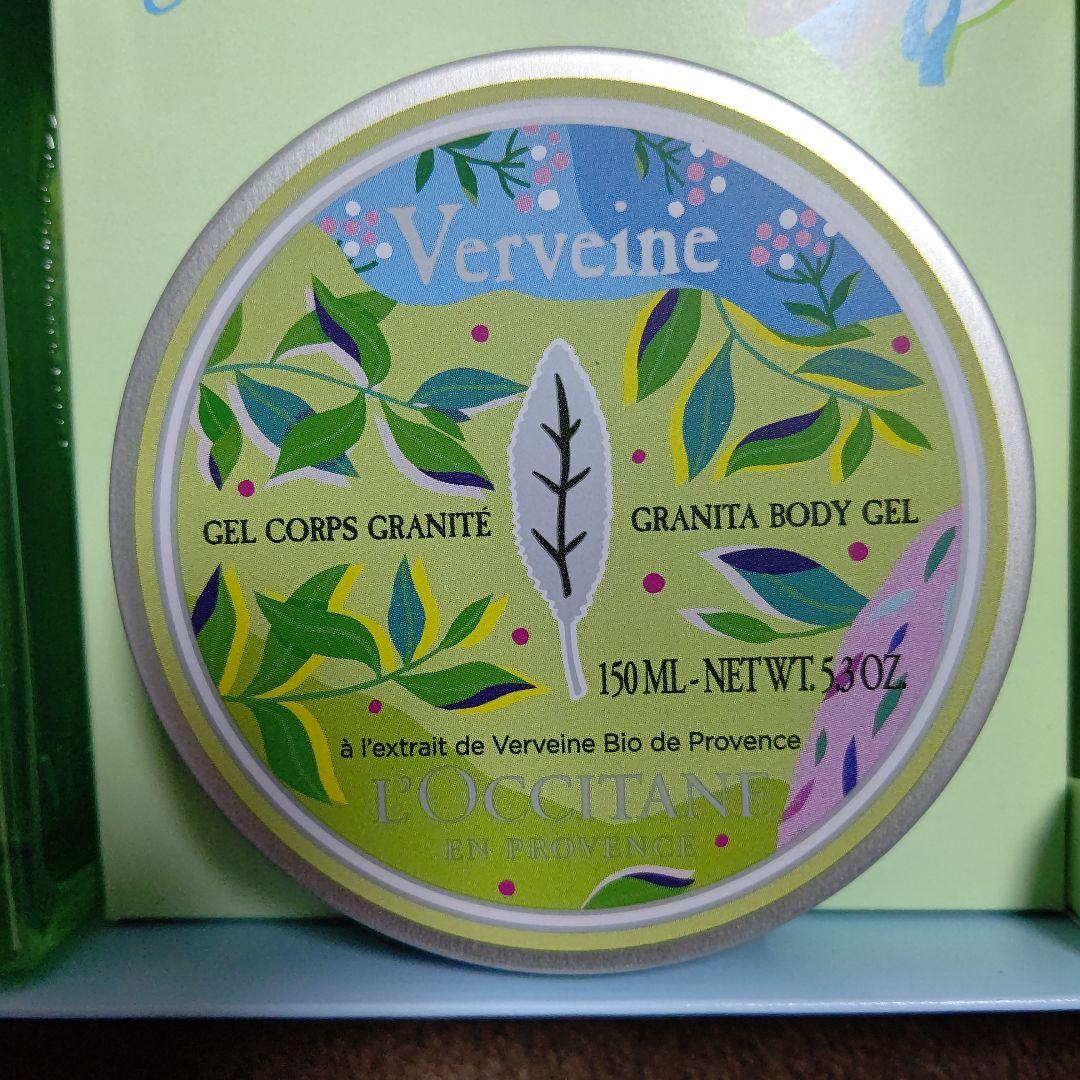 Verveine
GEL CORPS GRANITÉ
GRANITA BODY GEL
150 ML - NET WT. 5.3 OZ.
à l'extrait de Verveine Bio de Provence
L'OCCITANE
EN PROVENCE